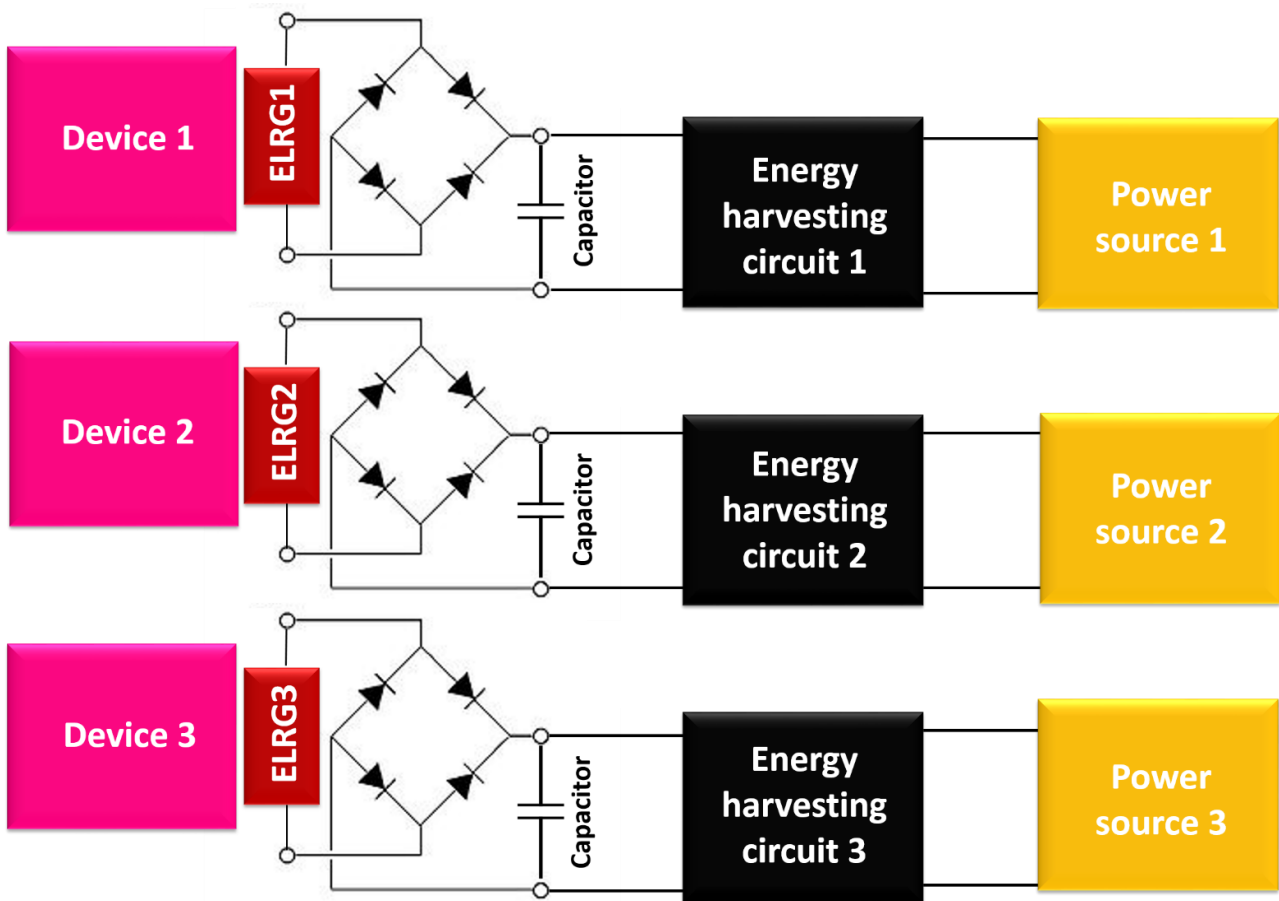 Device 1
ELRG1
Capacitor
Energy
harvesting
circuit 1
Power
source 1
Device 2
ELRG2
Capacitor
Energy
harvesting
circuit 2
Power
source 2
Device 3
ELRG3
Capacitor
Energy
harvesting
circuit 3
Power
source 3